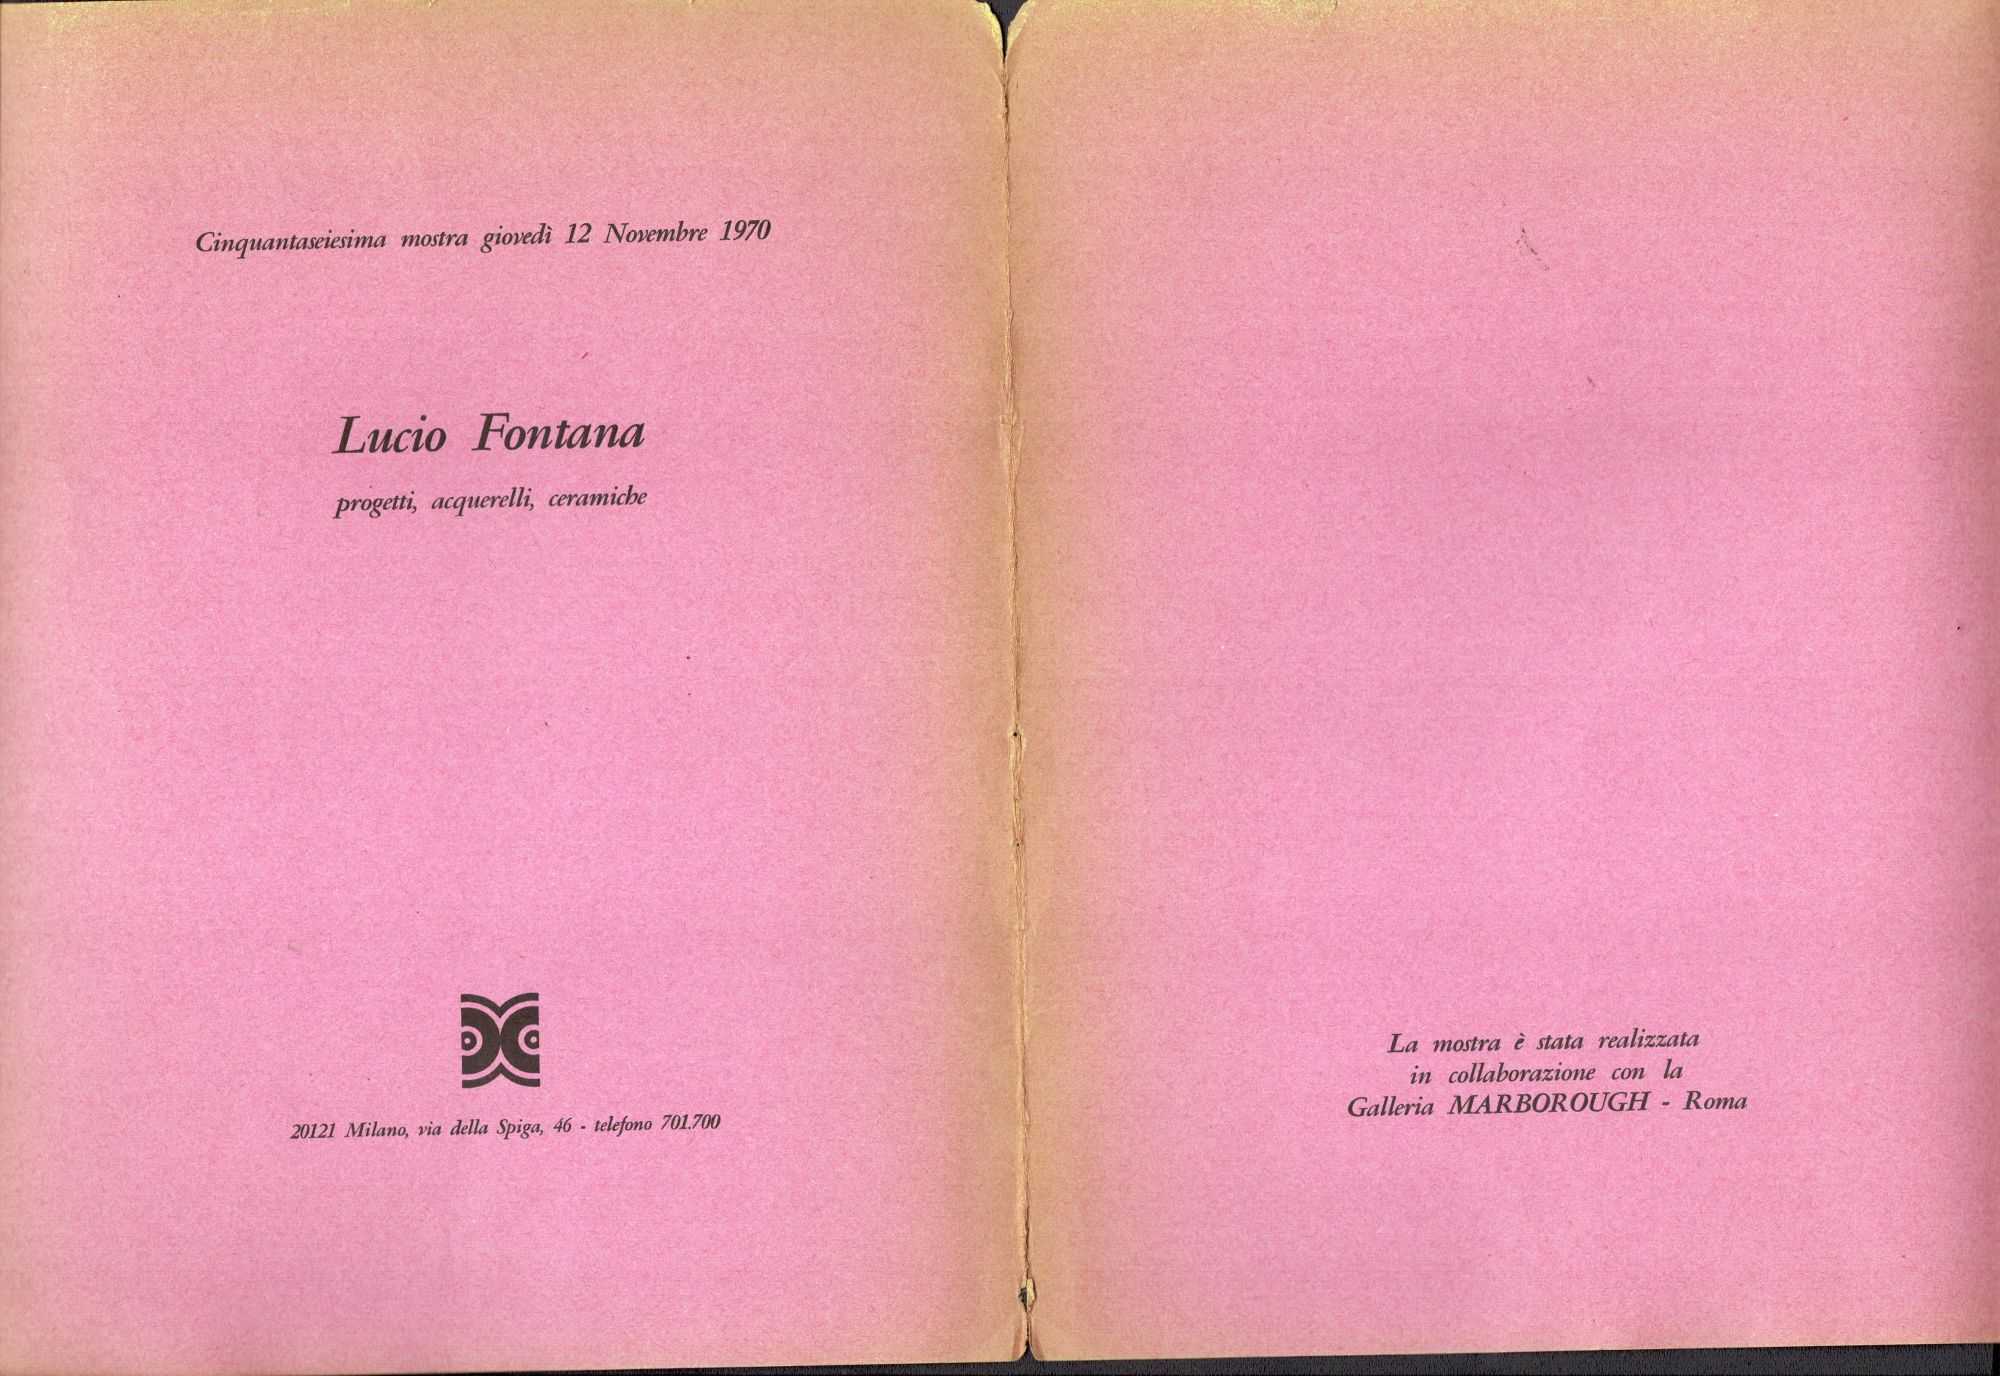 Cinquantaseiesima mostra giovedì 12 Novembre 1970
Lucio Fontana
progetti, acquerelli, ceramiche
20121 Milano, via della Spiga, 46 - telefono 701.700
La mostra è stata realizzata
in collaborazione con la
Galleria MARBOROUGH - Roma